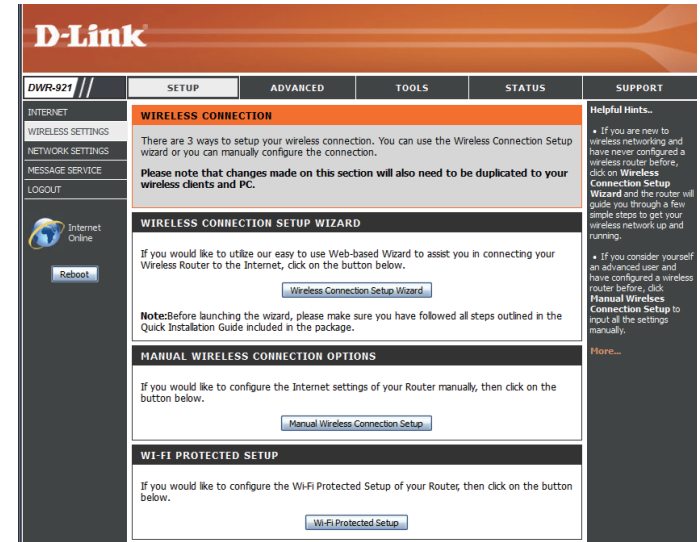 D-Link
DWR-921 //
SETUP
ADVANCED
TOOLS
STATUS
SUPPORT
INTERNET
WIRELESS SETTINGS
NETWORK SETTINGS
MESSAGE SERVICE
LOGOUT
Internet
Online
Reboot
WIRELESS CONNECTION
There are 3 ways to setup your wireless connection. You can use the Wireless Connection Setup
wizard or you can manually configure the connection.
Please note that changes made on this section will also need to be duplicated to your
wireless clients and PC.
WIRELESS CONNECTION SETUP WIZARD
If you would like to utilize our easy to use Web-based Wizard to assist you in connecting your
Wireless Router to the Internet, click on the button below.
Wireless Connection Setup Wizard
Note:Before launching the wizard, please make sure you have followed all steps outlined in the
Quick Installation Guide included in the package.
MANUAL WIRELESS CONNECTION OPTIONS
If you would like to configure the Internet settings of your Router manually, then click on the
button below.
Manual Wireless Connection Setup
WI-FI PROTECTED SETUP
If you would like to configure the Wi-Fi Protected Setup of your Router, then click on the button
below.
Wi-Fi Protected Setup
Helpful Hints..
• If you are new to
wireless networking and
have never configured a
wireless router before,
click on Wireless
Connection Setup
Wizard and the router will
guide you through a few
simple steps to get your
wireless network up and
running.
• If you consider yourself
an advanced user and
have configured a wireless
router before, click
Manual Wirelses
Connection Setup to
input all the settings
manually.
More...